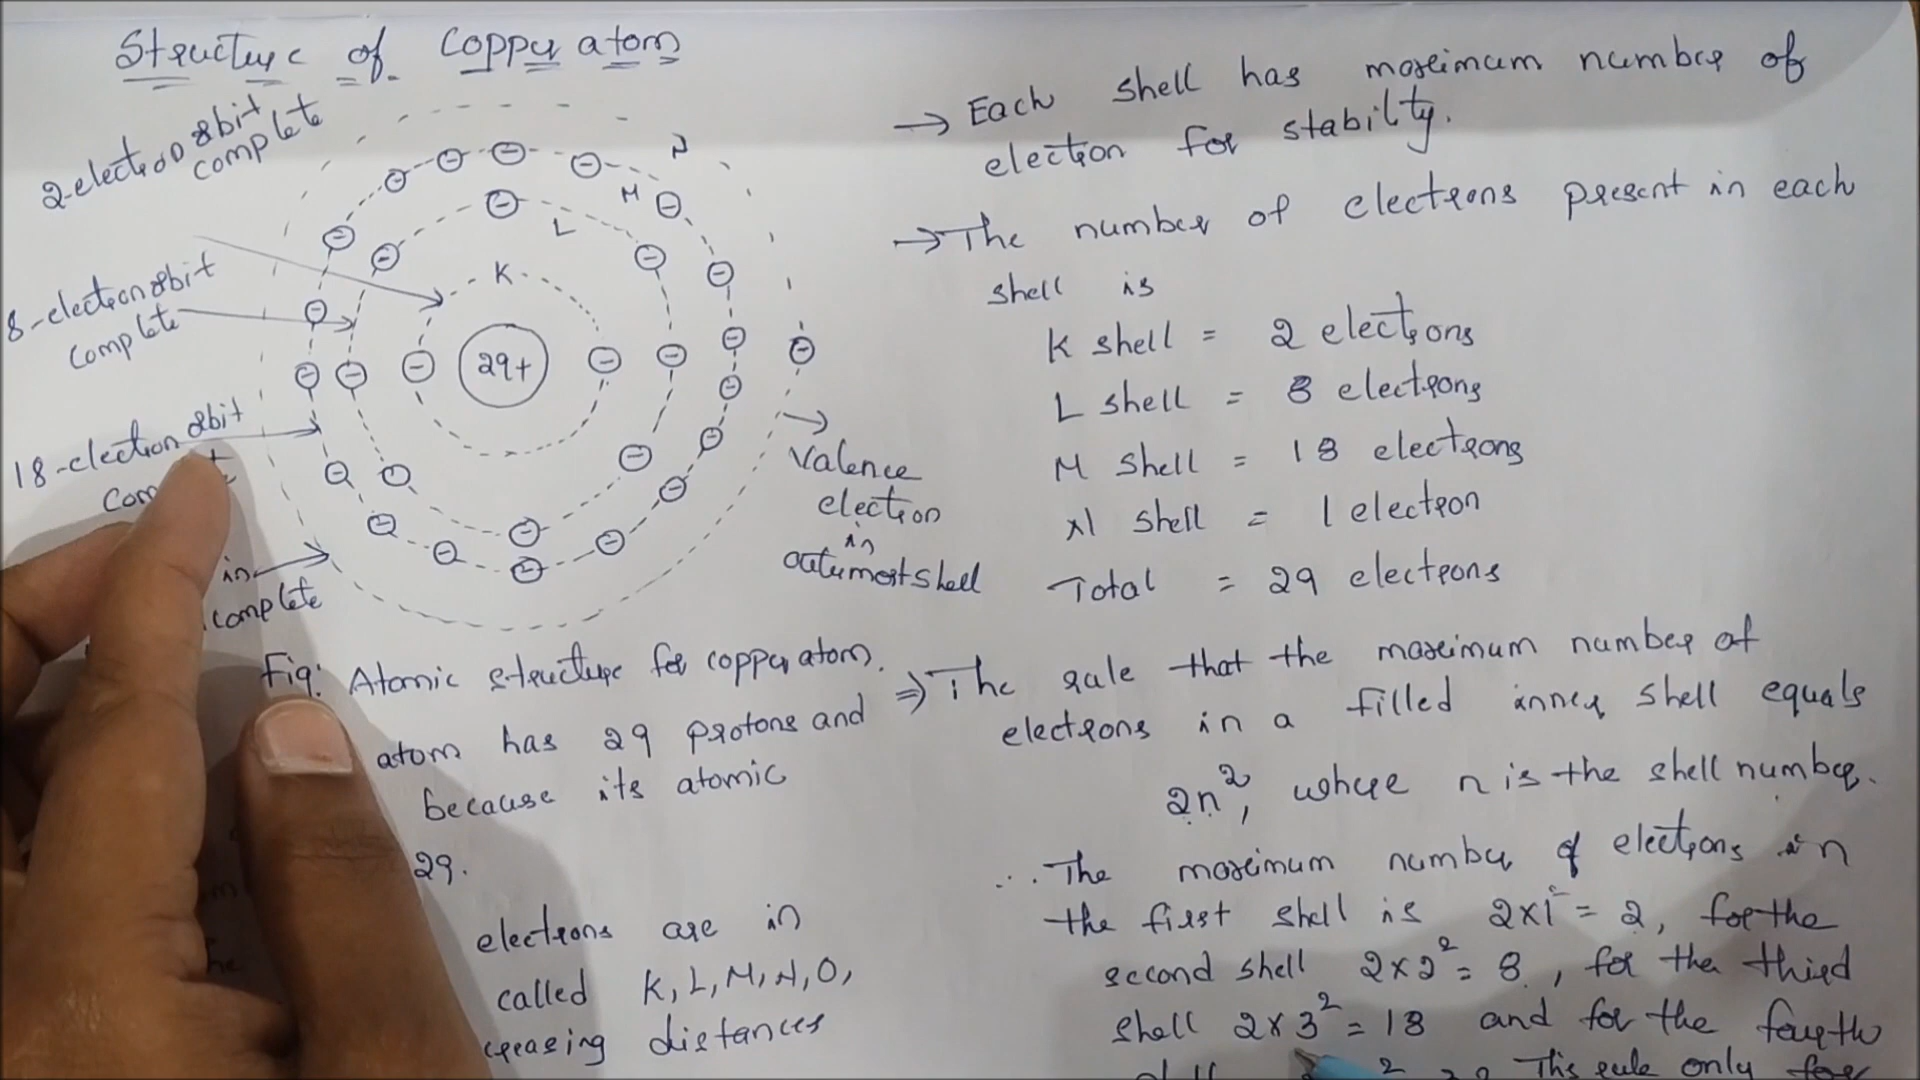 Structure of Copper atom
2-electron orbit
complete
8-electron orbit
complete
18-electron orbit
in
complete
K
L
M
N
29+
Valence
electron
in
outermost shell
Fig: Atomic structure for copper atom.
atom has 29 protons and
because its atomic
29.
electrons are in
called K, L, M, N, O,
distances
→ Each shell has maximum number of
electron for stability.
→ The number of electrons present in each
shell is
K shell = 2 electrons
L shell = 8 electrons
M shell = 18 electrons
N shell = 1 electron
Total = 29 electrons
⇒ The rule that the maximum number of
electrons in a filled inner shell equals
2n², where n is the shell number.
∴ The maximum number of electrons in
the first shell is 2×1² = 2, for the
second shell 2×2² = 8, for the third
shell 2×3² = 18 and for the fourth
This rule only for